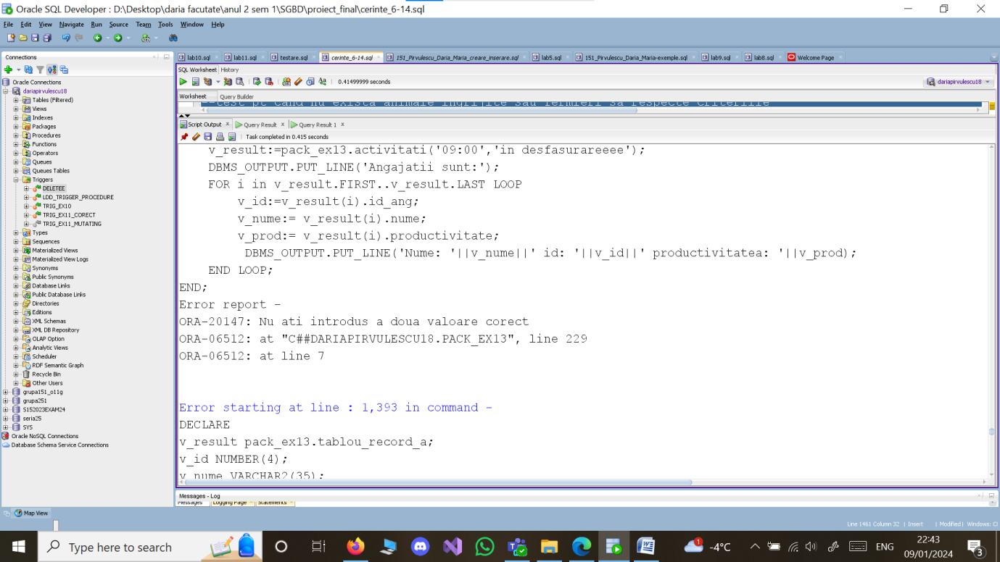 Oracle SQL Developer : D:\Desktop\daria facutate\anul 2 sem 1\SGBD\proiect_final\cerinte_6-14.sql
File Edit View Navigate Run Source Team Tools Window Help
Connections
Oracle Connections
dariapirvulescu18
Tables (Filtered)
Views
Indexes
Packages
Procedures
Functions
Operators
Queues
Queues Tables
Triggers
DELETEE
LDD_TRIGGER_PROCEDURE
TRIG_EX10
TRIG_EX11_CORECT
TRIG_EX11_MUTATING
Types
Sequences
Materialized Views
Materialized View Logs
Synonyms
Public Synonyms
Database Links
Public Database Links
Directories
Editions
XML Schemas
XML DB Repository
OLAP Option
Analytic Views
Scheduler
RDF Semantic Graph
Recycle Bin
Other Users
grupa151_o11g
grupa251
S152023EXAM24
seria25
SYS
Oracle NoSQL Connections
Database Schema Service Connections
lab10.sql lab11.sql testare.sql cerinte_6-14.sql 151_Pirvulescu_Daria_Maria_creare_inserare.sql lab5.sql 151_Pirvulescu_Daria_Maria-exemple.sql lab9.sql lab8.sql Welcome Page
SQL Worksheet History
0.41499999 seconds dariapirvulescu18
Worksheet Query Builder
--test pt cand nu exista animale ingrijite sau fermieri sa respecte criteriile
Script Output Query Result Query Result 1
Task completed in 0.415 seconds
v_result:=pack_ex13.activitati('09:00','in desfasurareeee');
DBMS_OUTPUT.PUT_LINE('Angajatii sunt:');
FOR i in v_result.FIRST..v_result.LAST LOOP
v_id:=v_result(i).id_ang;
v_nume:= v_result(i).nume;
v_prod:= v_result(i).productivitate;
DBMS_OUTPUT.PUT_LINE('Nume: '||v_nume||' id: '||v_id||' productivitatea: '||v_prod);
END LOOP;
END;
Error report -
ORA-20147: Nu ati introdus a doua valoare corect
ORA-06512: at "C##DARIAPIRVULESCU18.PACK_EX13", line 229
ORA-06512: at line 7
Error starting at line : 1,393 in command -
DECLARE
v_result pack_ex13.tablou_record_a;
v_id NUMBER(4);
v_nume VARCHAR2(35);
Messages - Log
Messages Logging Page Statements
Map View
Line 1461 Column 32 Insert Modified Windows: C
Type here to search
1 -4°C ENG 22:43
09/01/2024 3